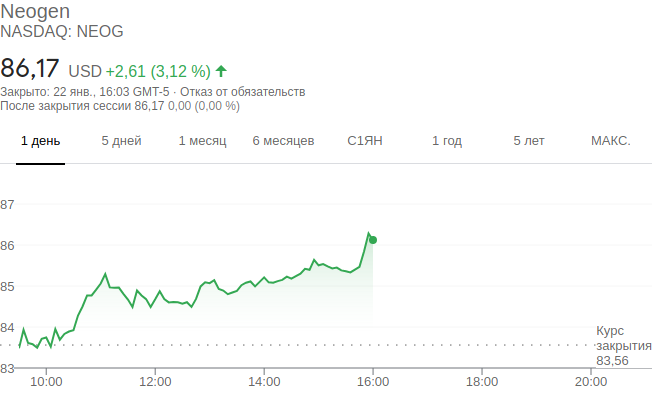 Neogen
NASDAQ: NEOG
86,17 USD +2,61 (3,12 %)
Закрыто: 22 янв., 16:03 GMT-5 · Отказ от обязательств
После закрытия сессии 86,17 0,00 (0,00 %)
1 день 5 дней 1 месяц 6 месяцев С1ЯН 1 год 5 лет МАКС.
87
86
85
84
Курс
закрытия
83,56
83
10:00 12:00 14:00 16:00 18:00 20:00